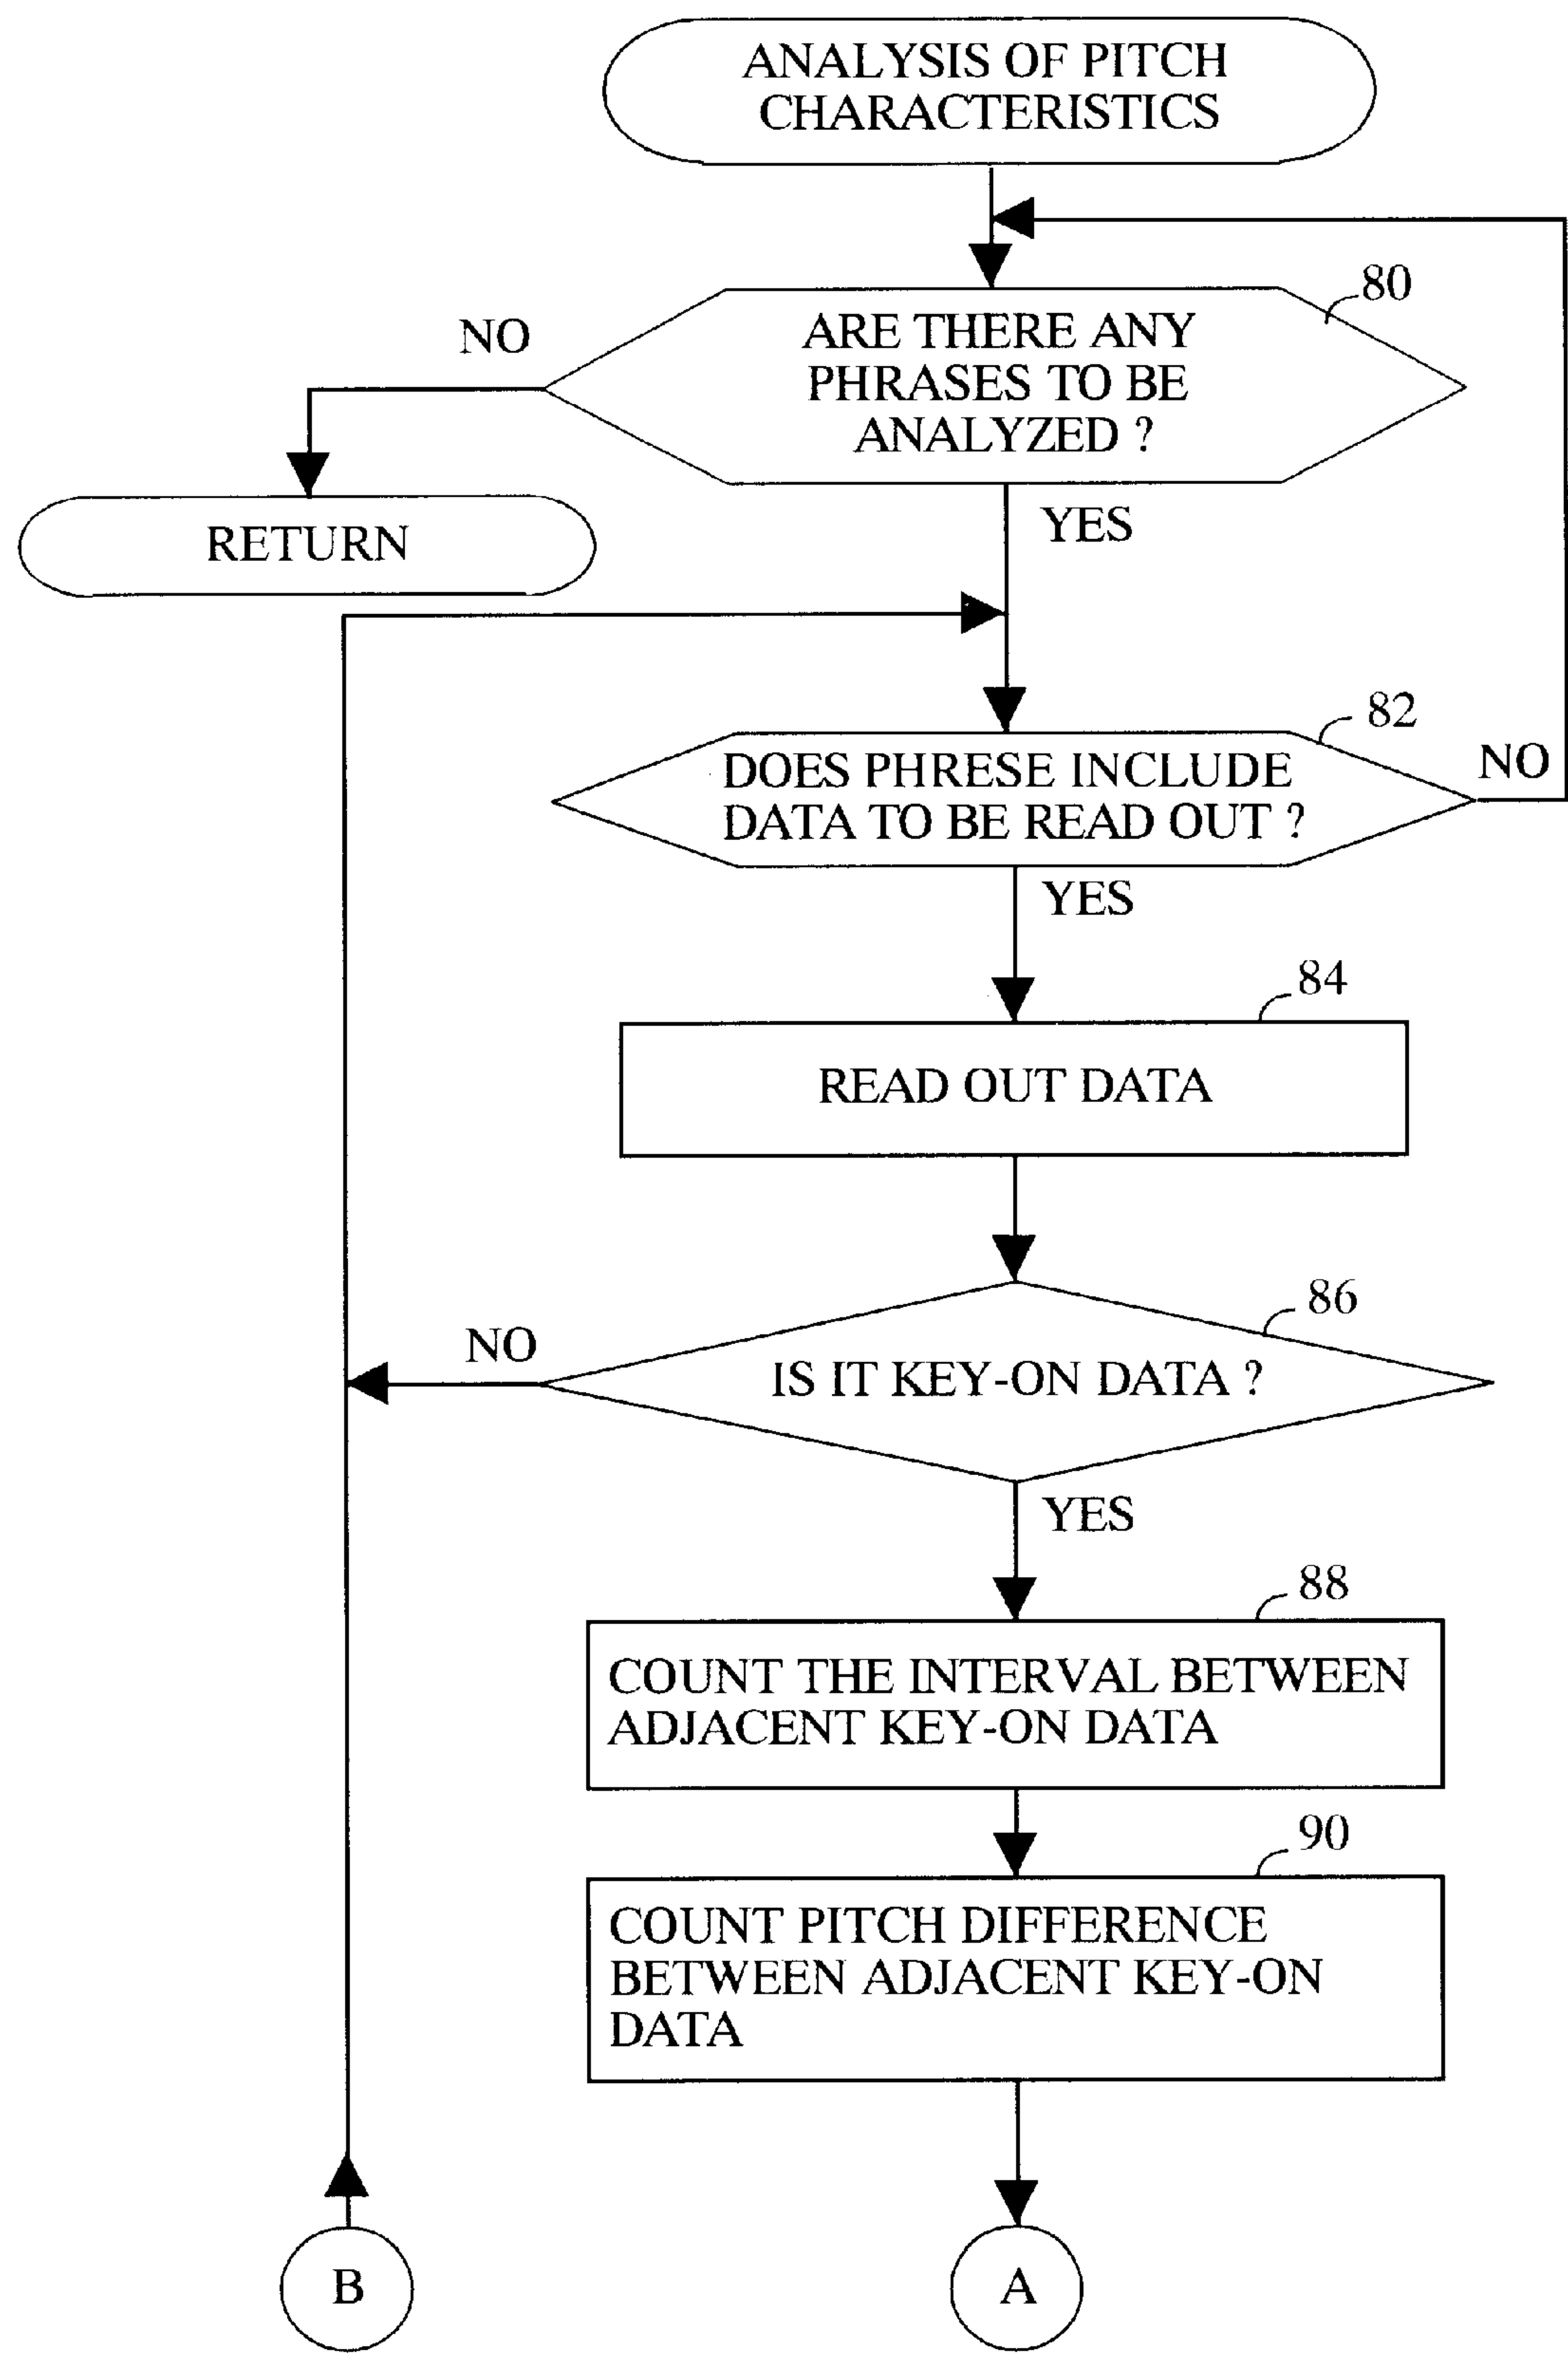 ANALYSIS OF PITCH
CHARACTERISTICS
80
NO
ARE THERE ANY
PHRASES TO BE
ANALYZED ?
YES
RETURN
82
DOES PHRESE INCLUDE
DATA TO BE READ OUT ?
NO
YES
84
READ OUT DATA
86
NO
IS IT KEY-ON DATA ?
YES
88
COUNT THE INTERVAL BETWEEN
ADJACENT KEY-ON DATA
90
COUNT PITCH DIFFERENCE
BETWEEN ADJACENT KEY-ON
DATA
B
A